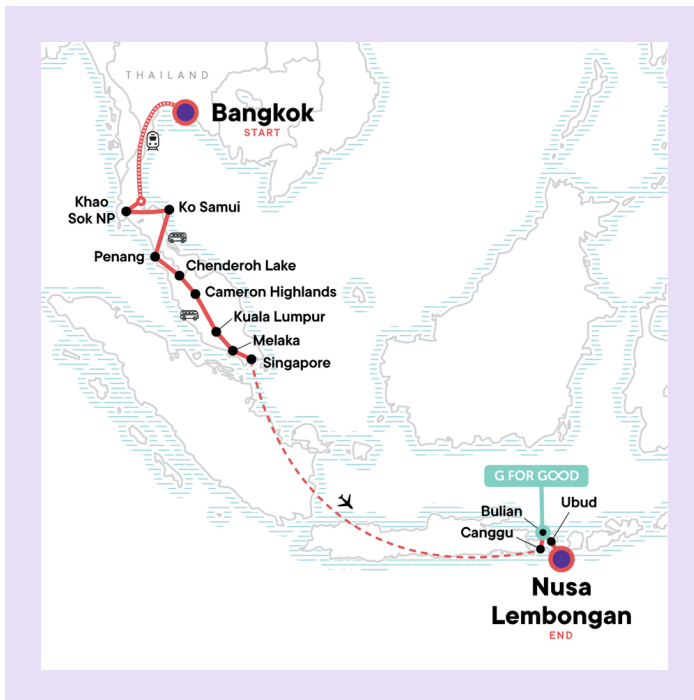 THAILAND
Bangkok
START
Khao
Sok NP
Ko Samui
Penang
Chenderoh Lake
Cameron Highlands
Kuala Lumpur
Melaka
Singapore
G FOR GOOD
Bulian
Ubud
Canggu
Nusa
Lembongan
END